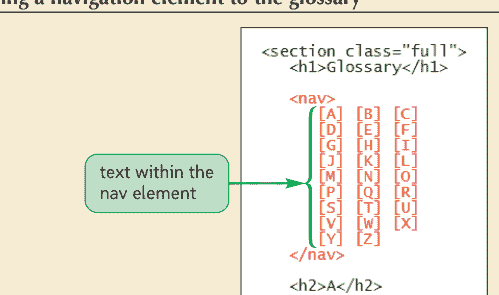 ing a navigation element to the glossary
<section class="full">
<h1>Glossary</h1>
<nav>
[A] [B] [C]
[D] [E] [F]
[G] [H] [I]
[J] [K] [L]
[M] [N] [O]
[P] [Q] [R]
[S] [T] [U]
[V] [W] [X]
[Y] [Z]
</nav>
<h2>A</h2>
text within the
nav element